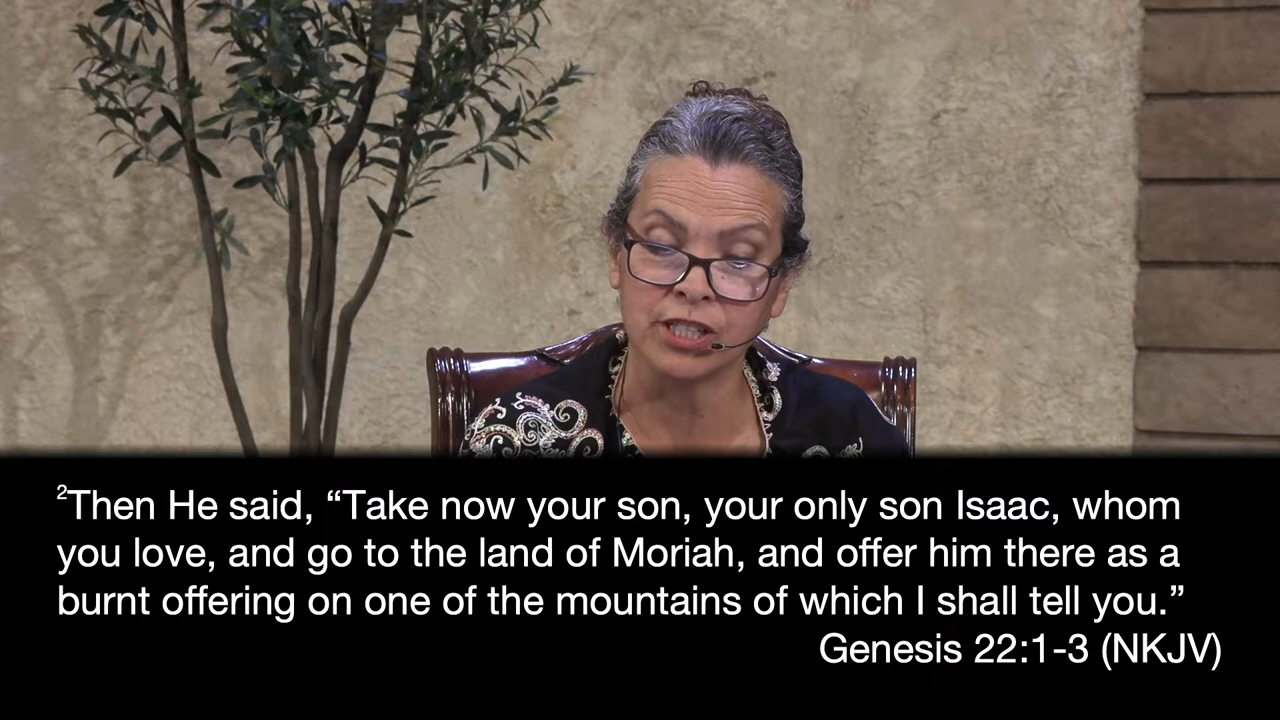 ²Then He said, “Take now your son, your only son Isaac, whom
you love, and go to the land of Moriah, and offer him there as a
burnt offering on one of the mountains of which I shall tell you.”
Genesis 22:1-3 (NKJV)